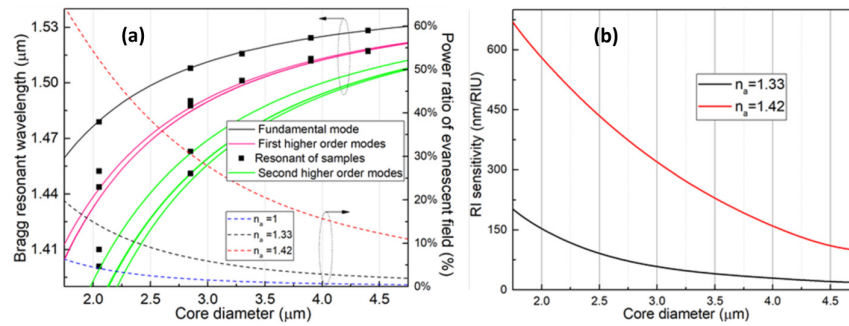 (a)
Bragg resonant wavelength (μm)
1.53
1.50
1.47
1.44
1.41
Fundamental mode
First higher order modes
Resonant of samples
Second higher order modes
nₐ=1
nₐ=1.33
nₐ=1.42
2.0 2.5 3.0 3.5 4.0 4.5
Core diameter (μm)
60%
50%
40%
30%
20%
10%
0%
Power ratio of evanescent field (%)
(b)
RI sensitivity (nm/RIU)
600
450
300
150
0
nₐ=1.33
nₐ=1.42
2.0 2.5 3.0 3.5 4.0 4.5
Core diameter (μm)